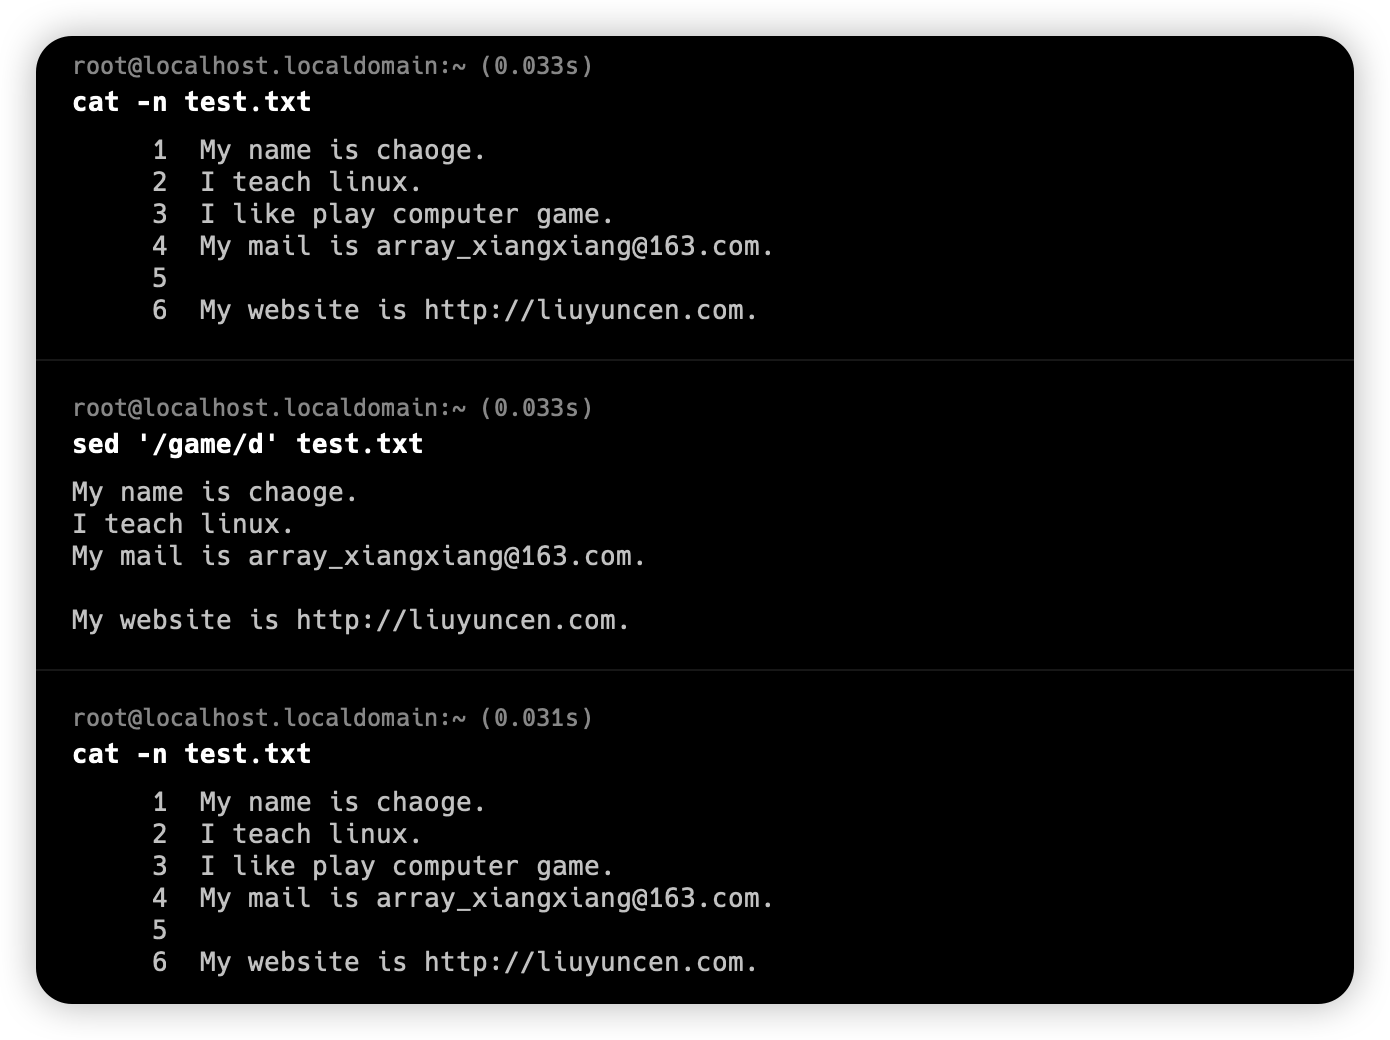 root@localhost.localdomain:~ (0.033s)
cat -n test.txt
     1  My name is chaoge.
     2  I teach linux.
     3  I like play computer game.
     4  My mail is array_xiangxiang@163.com.
     5
     6  My website is http://liuyuncen.com.
root@localhost.localdomain:~ (0.033s)
sed '/game/d' test.txt
My name is chaoge.
I teach linux.
My mail is array_xiangxiang@163.com.

My website is http://liuyuncen.com.
root@localhost.localdomain:~ (0.031s)
cat -n test.txt
     1  My name is chaoge.
     2  I teach linux.
     3  I like play computer game.
     4  My mail is array_xiangxiang@163.com.
     5
     6  My website is http://liuyuncen.com.